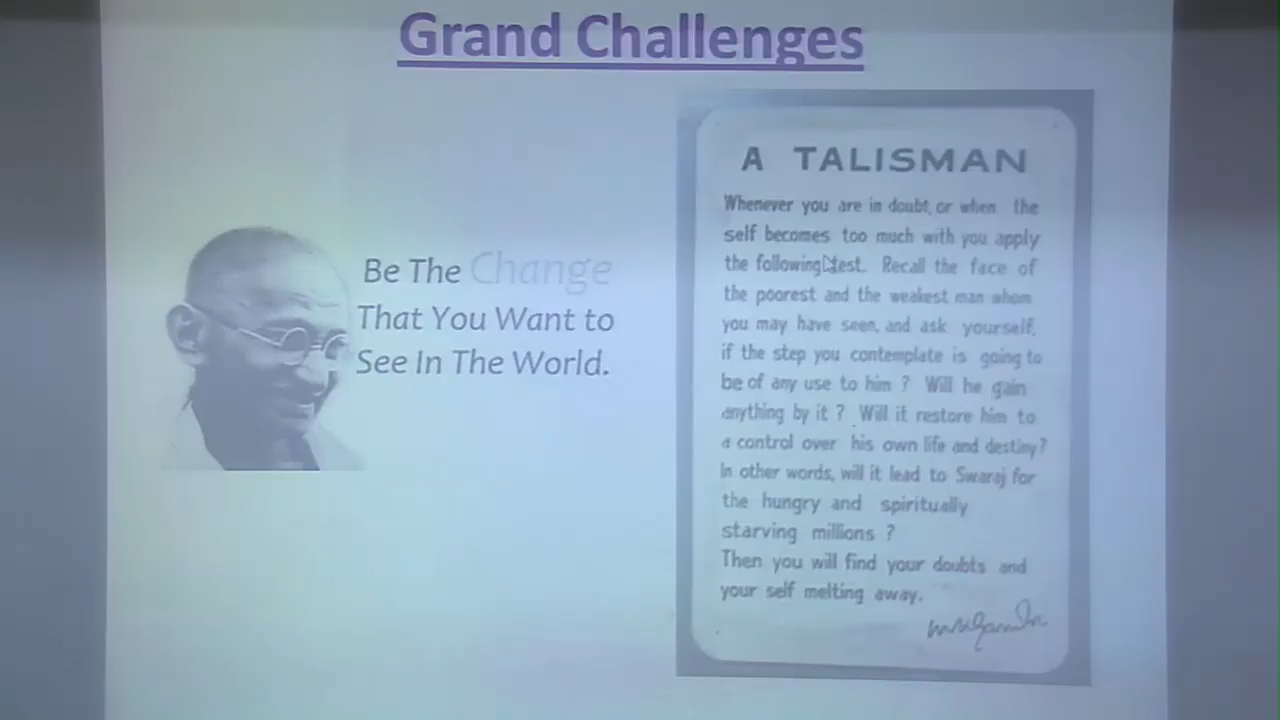 Grand Challenges
Be The Change
That You Want to
See In The World.
A TALISMAN
Whenever you are in doubt, or when the
self becomes too much with you apply
the following test. Recall the face of
the poorest and the weakest man whom
you may have seen, and ask yourself,
if the step you contemplate is going to
be of any use to him ? Will he gain
anything by it ? Will it restore him to
a control over his own life and destiny?
In other words, will it lead to Swaraj for
the hungry and spiritually
starving millions ?
Then you will find your doubts and
your self melting away.
MKGandhi